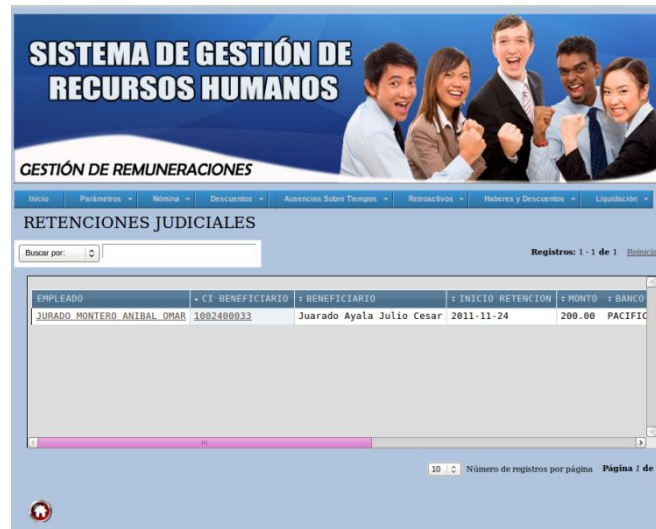 SISTEMA DE GESTIÓN DE
RECURSOS HUMANOS
GESTIÓN DE REMUNERACIONES
Inicio Parámetros Nómina Descuentos Ausencias Sobre Tiempos Retroactivos Haberes y Descuentos Liquidación
RETENCIONES JUDICIALES
Buscar por: Registros: 1 - 1 de 1 Reinicia
EMPLEADO CI BENEFICIARIO BENEFICIARIO INICIO RETENCION MONTO BANCO
JURADO MONTERO ANIBAL OMAR 1002400033 Juarado Ayala Julio Cesar 2011-11-24 200.00 PACIFIC
10 Número de registros por página Página 1 de